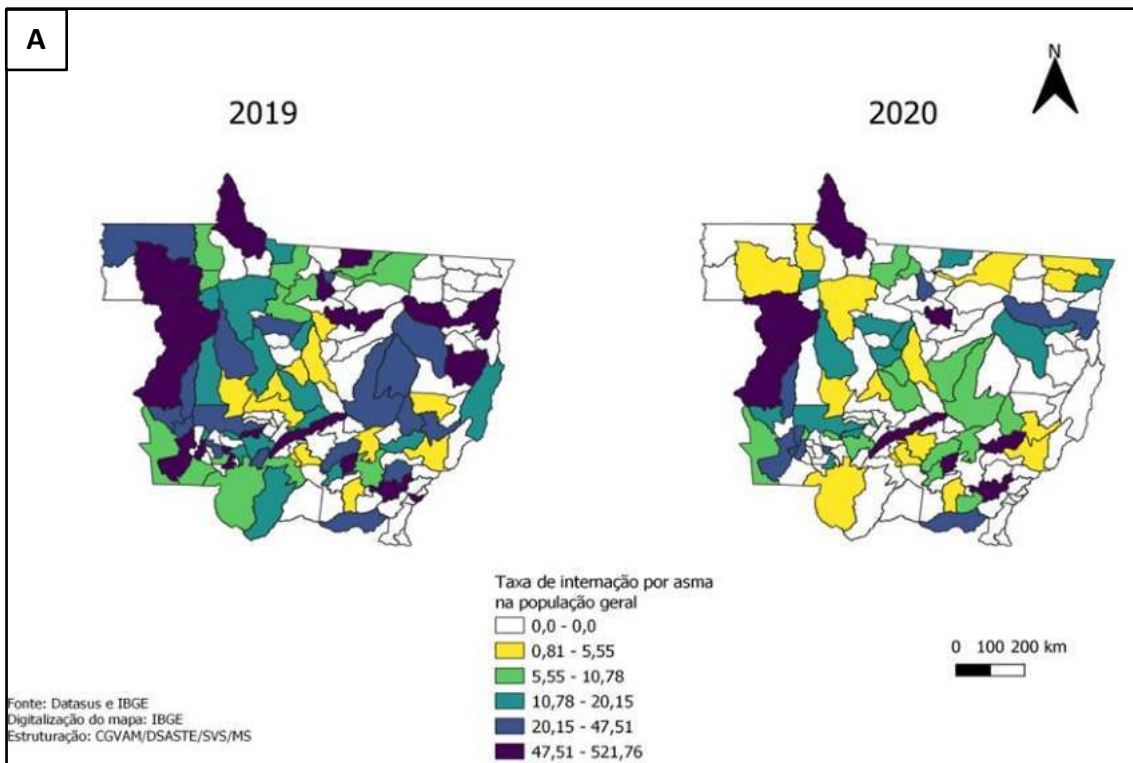 A
N
2019
2020
Taxa de internação por asma
na população geral
0,0 - 0,0
0,81 - 5,55
5,55 - 10,78
10,78 - 20,15
20,15 - 47,51
47,51 - 521,76
0 100 200 km
Fonte: Datasus e IBGE
Digitalização do mapa: IBGE
Estruturação: CGVAM/DSASTE/SVS/MS